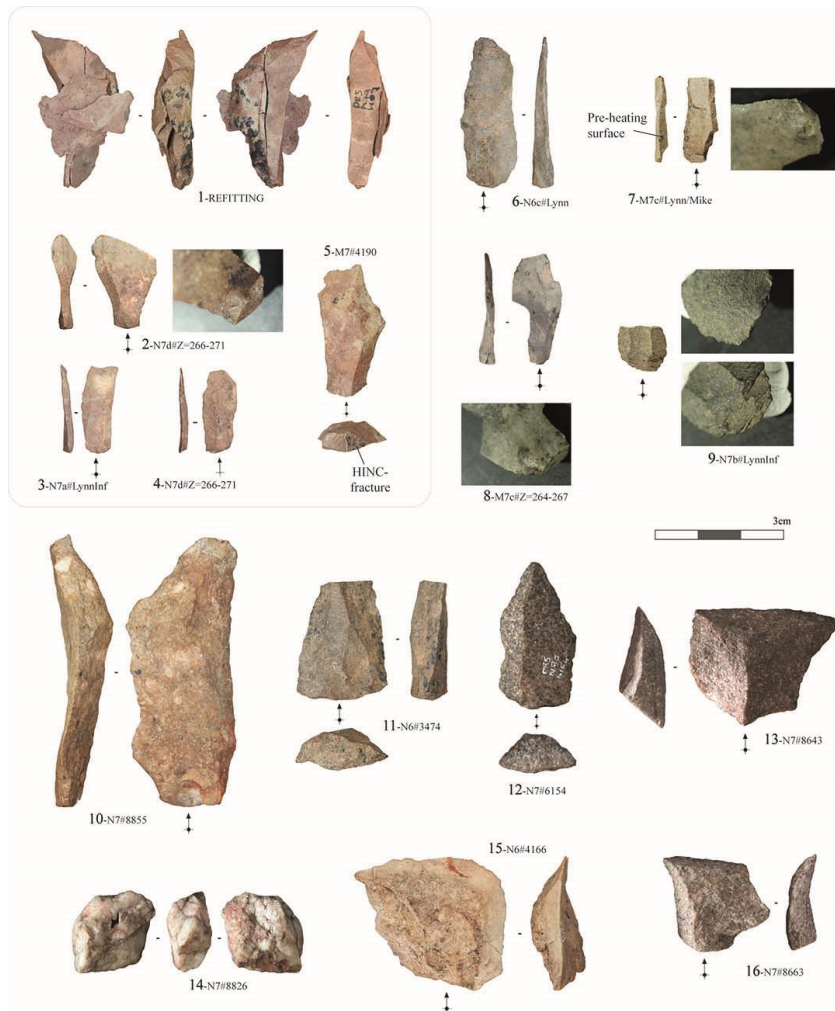 1-REFITTING
6-N6c#Lynn
Pre-heating
surface
7-M7c#Lynn/Mike
2-N7d#Z=266-271
5-M7#4190
3-N7a#LynnInf
4-N7d#Z=266-271
HINC-
fracture
8-M7c#Z=264-267
9-N7b#LynnInf
3cm
10-N7#8855
11-N6#3474
12-N7#6154
13-N7#8643
14-N7#8826
15-N6#4166
16-N7#8663